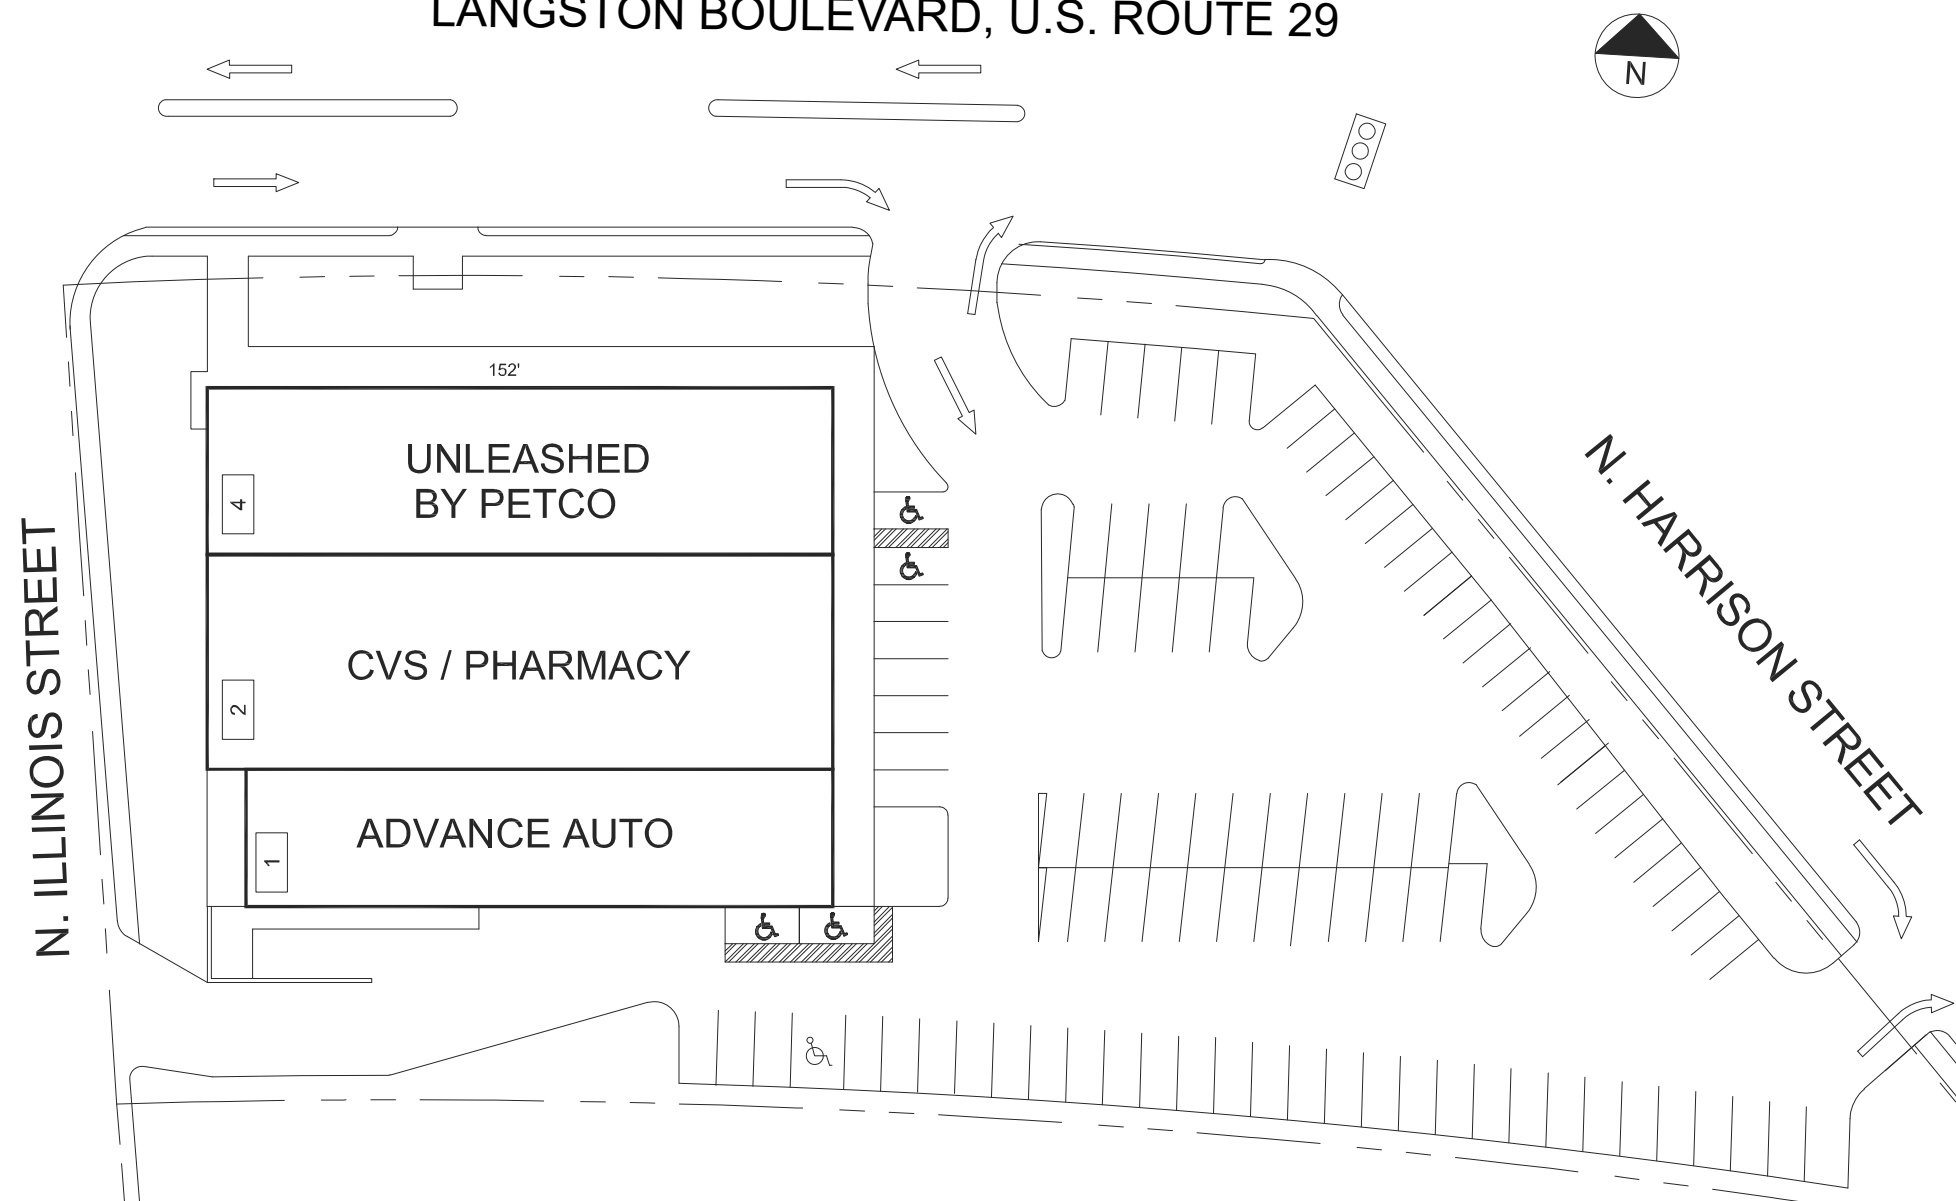 LANGSTON BOULEVARD, U.S. ROUTE 29
N
152'
UNLEASHED
BY PETCO
4
CVS / PHARMACY
2
ADVANCE AUTO
1
N. ILLINOIS STREET
N. HARRISON STREET